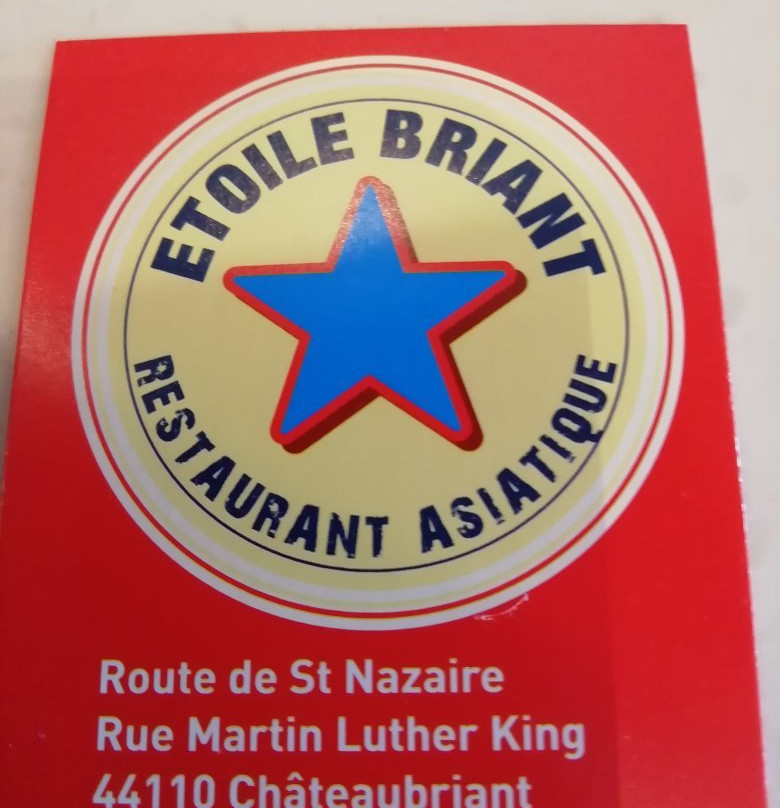 ETOILE BRIANT
RESTAURANT ASIATIQUE
Route de St Nazaire
Rue Martin Luther King
44110 Châteaubriant